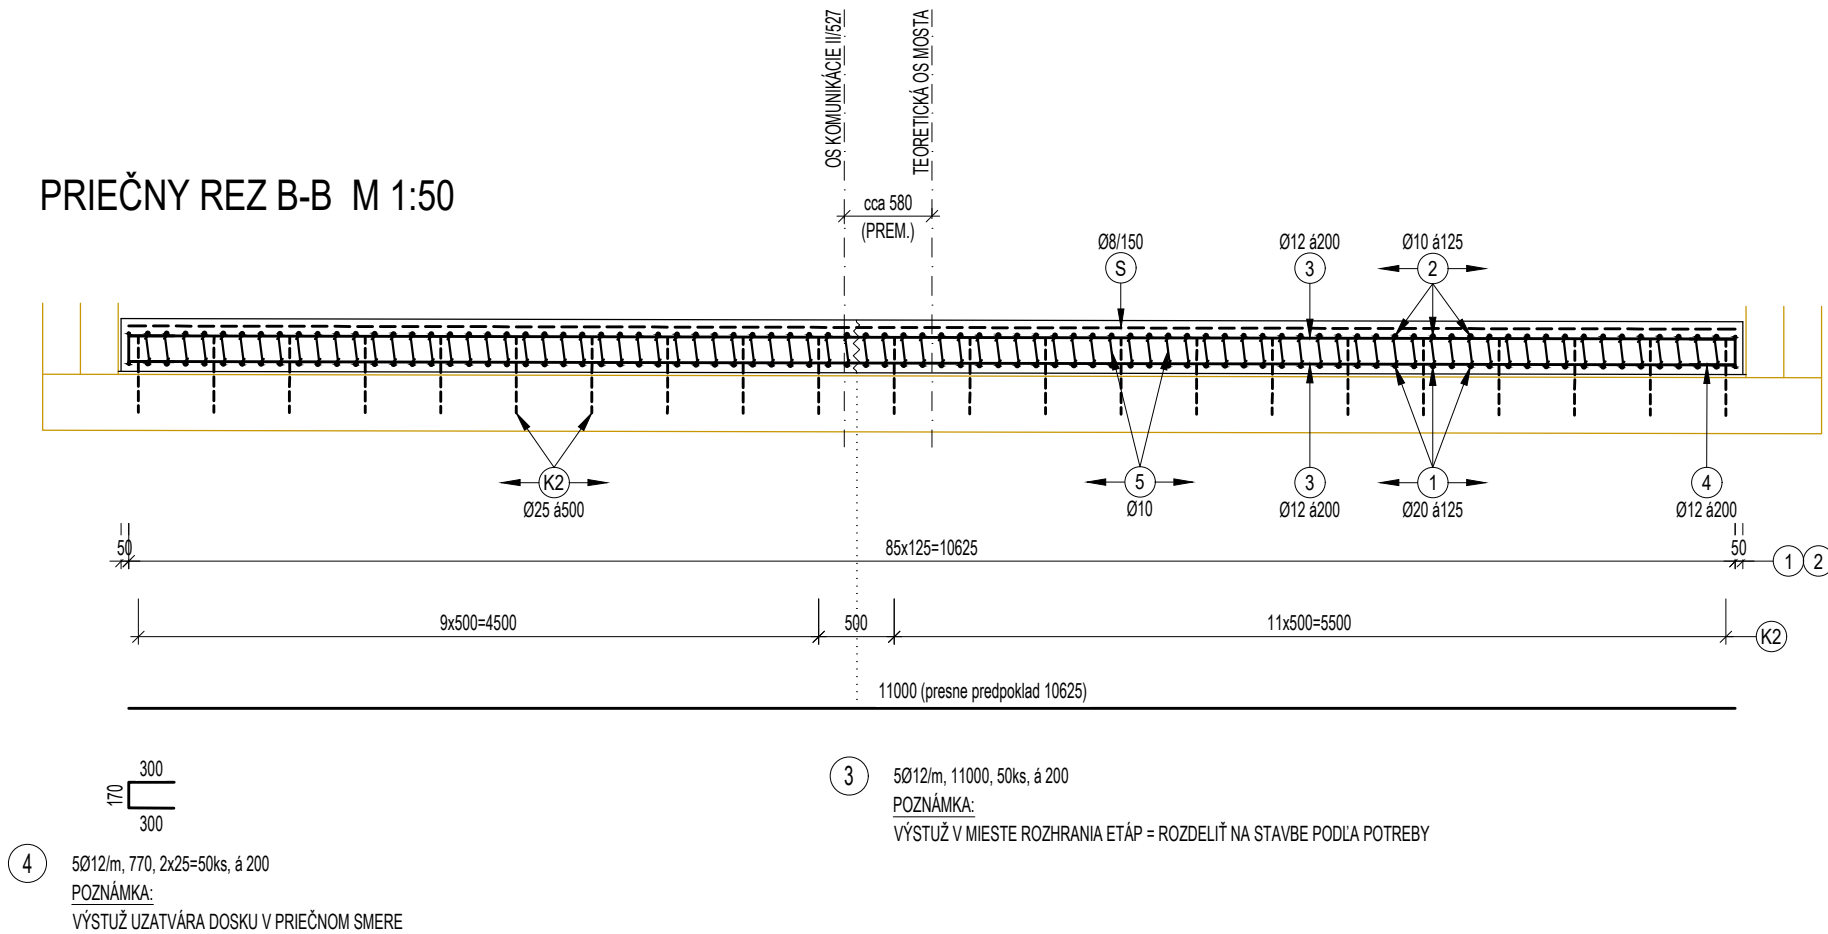 OS KOMUNIKÁCIE II/527
TEORETICKÁ OS MOSTA
PRIEČNY REZ B-B M 1:50
cca 580
(PREM.)
Ø8/150
S
Ø12 á200
3
Ø10 á125
2
K2
Ø25 á500
5
Ø10
3
Ø12 á200
1
Ø20 á125
4
Ø12 á200
50
85x125=10625
50
1
2
9x500=4500
500
11x500=5500
K2
11000 (presne predpoklad 10625)
300
170
300
3
5Ø12/m, 11000, 50ks, á 200
POZNÁMKA:
VÝSTUŽ V MIESTE ROZHRANIA ETÁP = ROZDELIŤ NA STAVBE PODĽA POTREBY
4
5Ø12/m, 770, 2x25=50ks, á 200
POZNÁMKA:
VÝSTUŽ UZATVÁRA DOSKU V PRIEČNOM SMERE